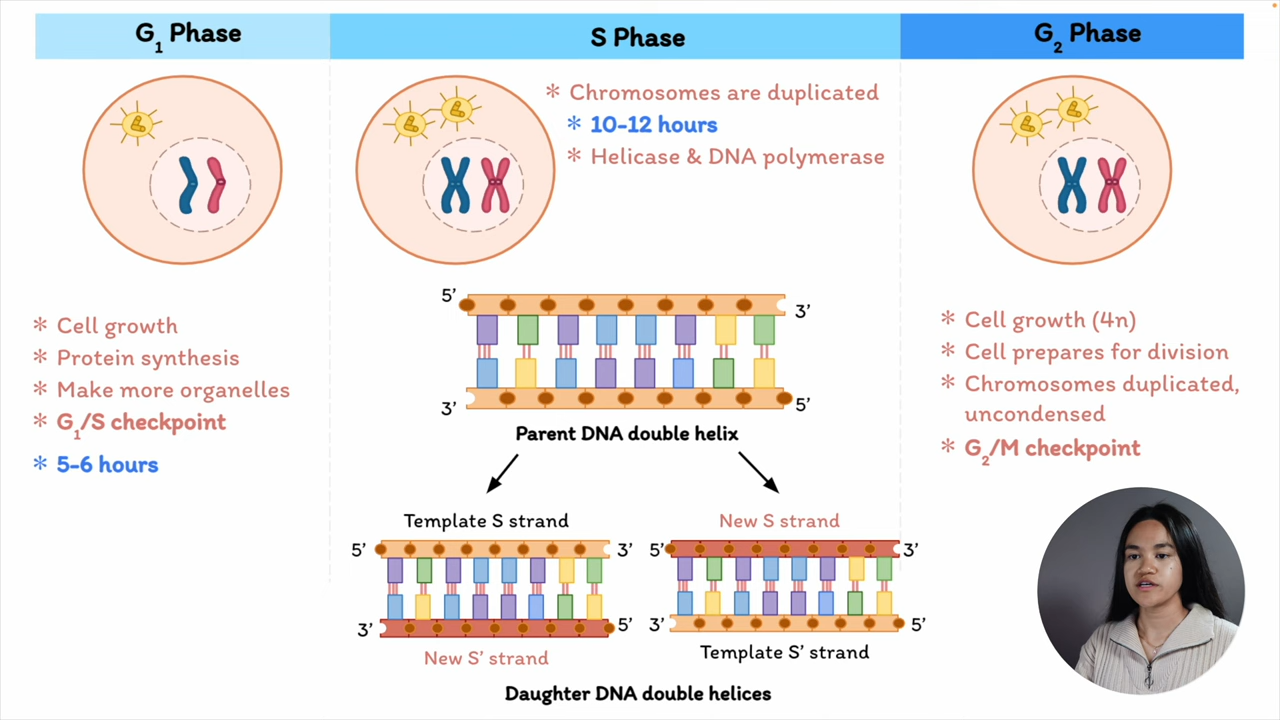 G1 Phase
S Phase
G2 Phase
* Cell growth
* Protein synthesis
* Make more organelles
* G1/S checkpoint
* 5-6 hours
* Chromosomes are duplicated
* 10-12 hours
* Helicase & DNA polymerase
5’
3’
3’
5’
Parent DNA double helix
Template S strand
5’
3’
3’
5’
New S’ strand
New S strand
5’
3’
3’
5’
Template S’ strand
Daughter DNA double helices
* Cell growth (4n)
* Cell prepares for division
* Chromosomes duplicated,
uncondensed
* G2/M checkpoint